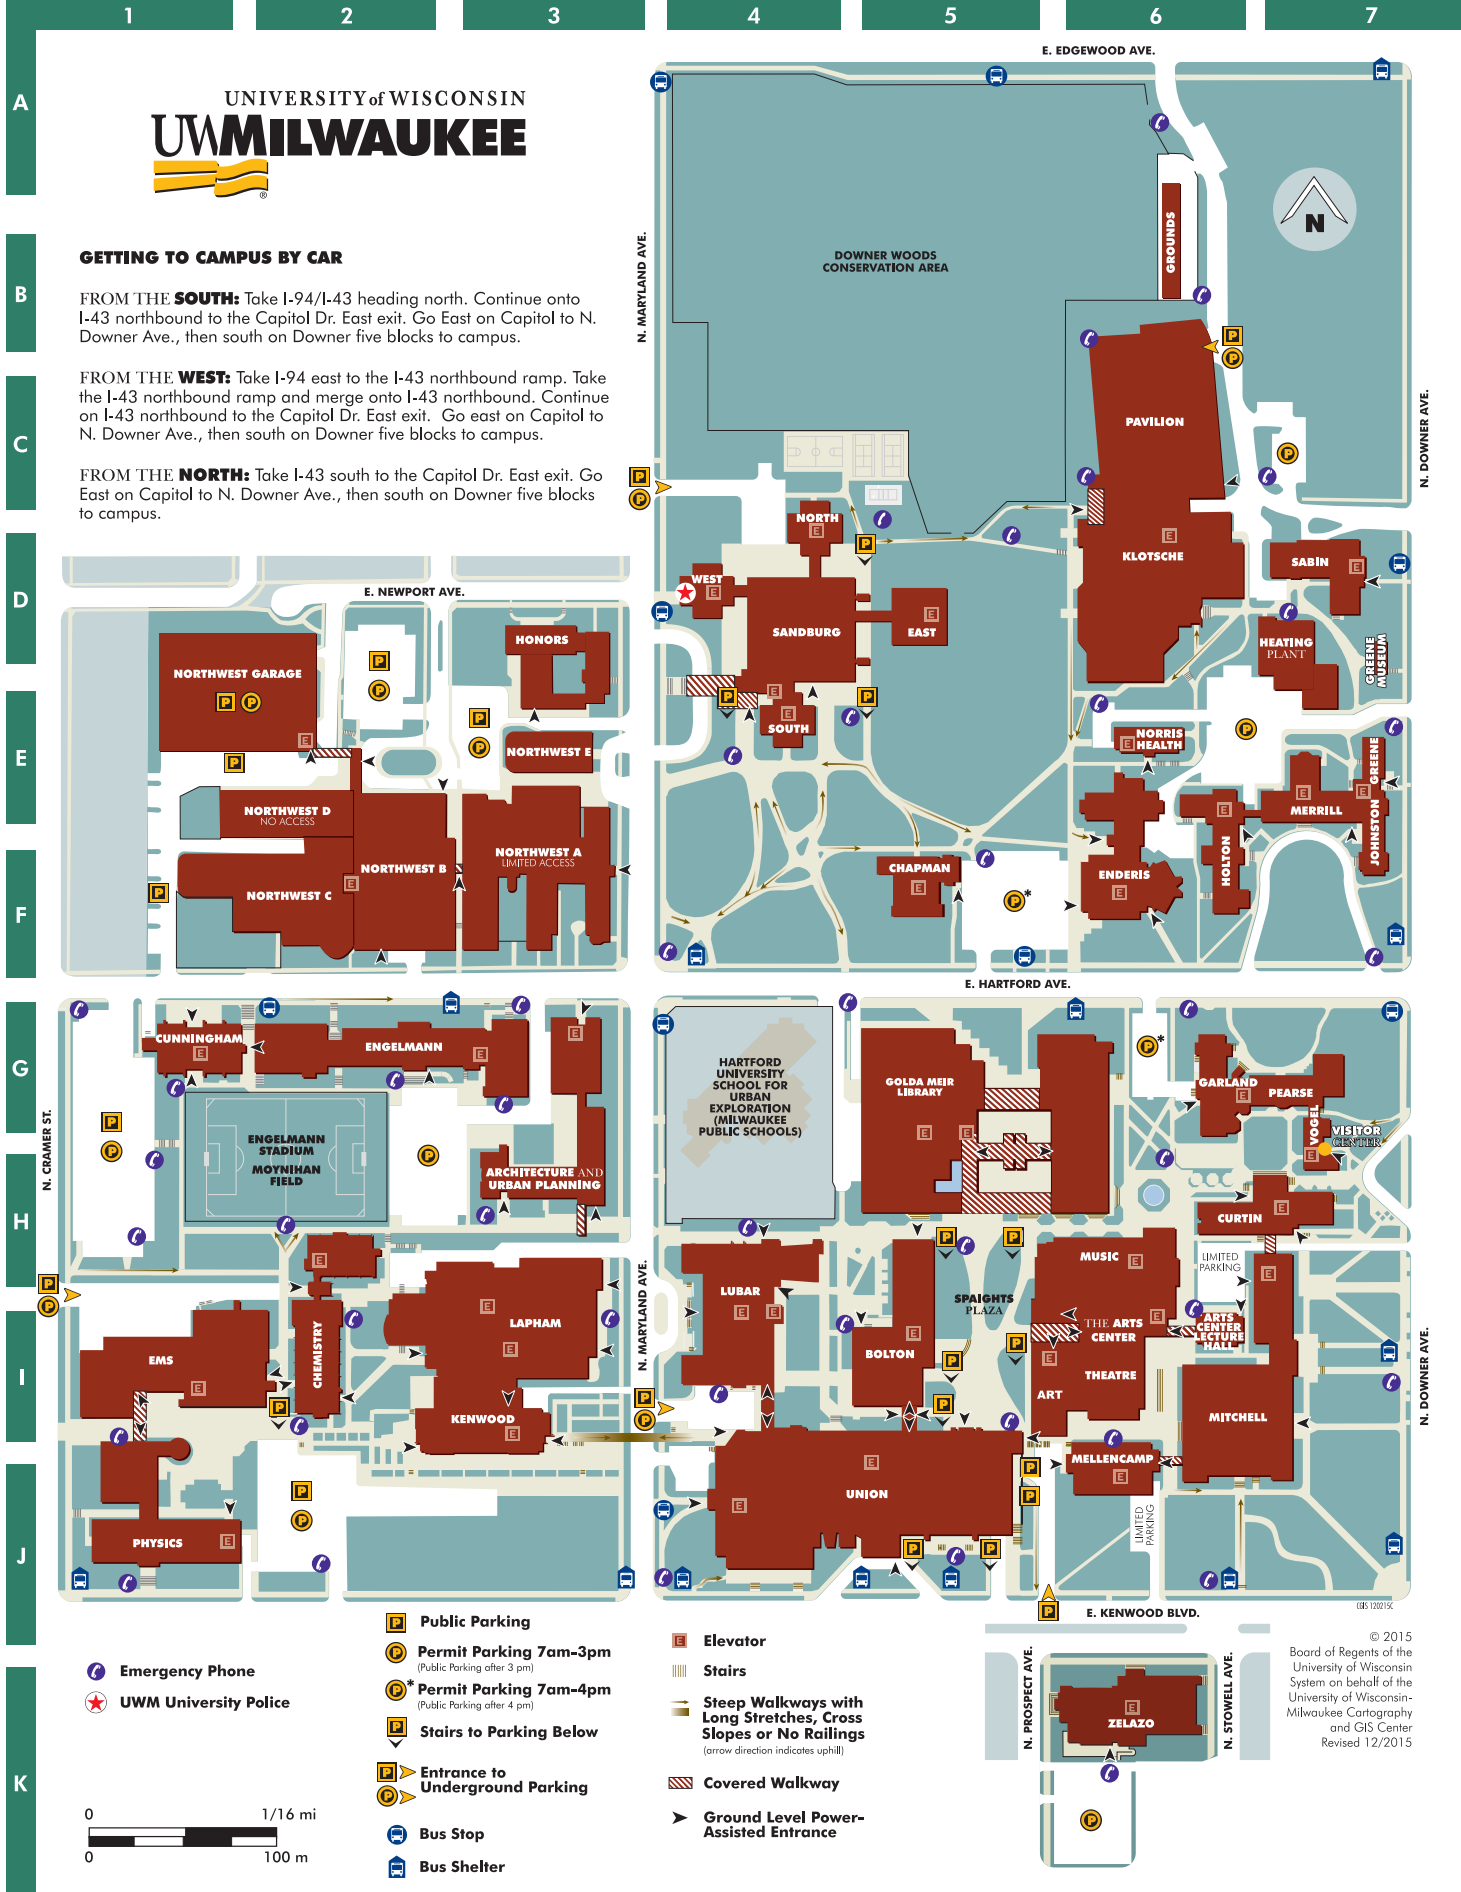 1 2 3 4 5 6 7
A
B
C
D
E
F
G
H
I
J
K
UNIVERSITY of WISCONSIN
UWMILWAUKEE
®
GETTING TO CAMPUS BY CAR
FROM THE SOUTH: Take I-94/I-43 heading north. Continue onto
I-43 northbound to the Capitol Dr. East exit. Go East on Capitol to N.
Downer Ave., then south on Downer five blocks to campus.
FROM THE WEST: Take I-94 east to the I-43 northbound ramp. Take
the I-43 northbound ramp and merge onto I-43 northbound. Continue
on I-43 northbound to the Capitol Dr. East exit. Go east on Capitol to
N. Downer Ave., then south on Downer five blocks to campus.
FROM THE NORTH: Take I-43 south to the Capitol Dr. East exit. Go
East on Capitol to N. Downer Ave., then south on Downer five blocks
to campus.
E. EDGEWOOD AVE.
N. MARYLAND AVE.
DOWNER WOODS
CONSERVATION AREA
GROUNDS
N
PAVILION
N. DOWNER AVE.
KLOTSCHE
SABIN
HEATING
PLANT
GREENE
MUSEUM
NORTH
WEST
SANDBURG
EAST
SOUTH
E. NEWPORT AVE.
NORTHWEST GARAGE
HONORS
NORTHWEST E
NORTHWEST D
NO ACCESS
NORTHWEST A
LIMITED ACCESS
NORTHWEST B
NORTHWEST C
NORRIS
HEALTH
MERRILL
GREENE
JOHNSTON
HOLTON
ENDERIS
CHAPMAN
E. HARTFORD AVE.
CUNNINGHAM
ENGELMANN
N. CRAMER ST.
ENGELMANN
STADIUM
MOYNIHAN
FIELD
ARCHITECTURE AND
URBAN PLANNING
HARTFORD
UNIVERSITY
SCHOOL FOR
URBAN
EXPLORATION
(MILWAUKEE
PUBLIC SCHOOLS)
GOLDA MEIR
LIBRARY
GARLAND
PEARSE
VOGEL
VISITOR
CENTER
CURTIN
LIMITED
PARKING
MUSIC
LUBAR
N. MARYLAND AVE.
SPAIGHTS
PLAZA
THE ARTS
CENTER
ARTS
CENTER
LECTURE
HALL
BOLTON
THEATRE
ART
MITCHELL
N. DOWNER AVE.
LAPHAM
CHEMISTRY
EMS
KENWOOD
MELLENCAMP
UNION
LIMITED
PARKING
PHYSICS
CGIS 120215C
E. KENWOOD BLVD.
N. PROSPECT AVE.
N. STOWELL AVE.
ZELAZO
Emergency Phone
UWM University Police
P Public Parking
P Permit Parking 7am-3pm
(Public Parking after 3 pm)
P * Permit Parking 7am-4pm
(Public Parking after 4 pm)
P Stairs to Parking Below
P Entrance to
P Underground Parking
Bus Stop
Bus Shelter
E Elevator
Stairs
Steep Walkways with
Long Stretches, Cross
Slopes or No Railings
(arrow direction indicates uphill)
Covered Walkway
Ground Level Power-
Assisted Entrance
0 1/16 mi
0 100 m
© 2015
Board of Regents of the
University of Wisconsin
System on behalf of the
University of Wisconsin-
Milwaukee Cartography
and GIS Center
Revised 12/2015